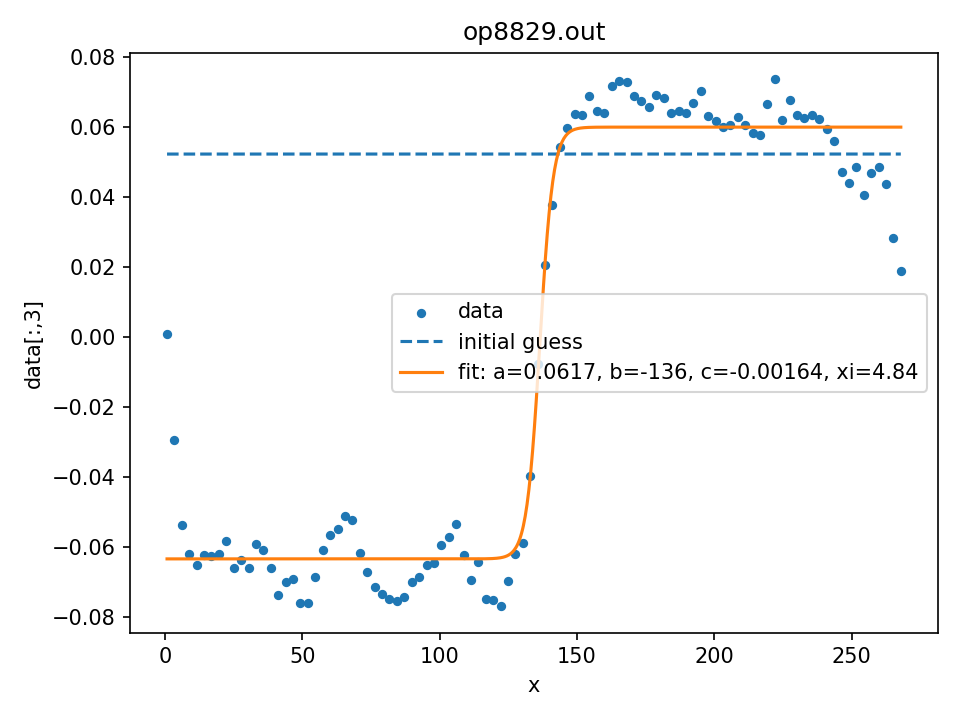 op8829.out
0.08
0.06
0.04
0.02
0.00
−0.02
−0.04
−0.06
−0.08
data[:,3]
data
initial guess
fit: a=0.0617, b=-136, c=-0.00164, xi=4.84
0
50
100
150
200
250
x